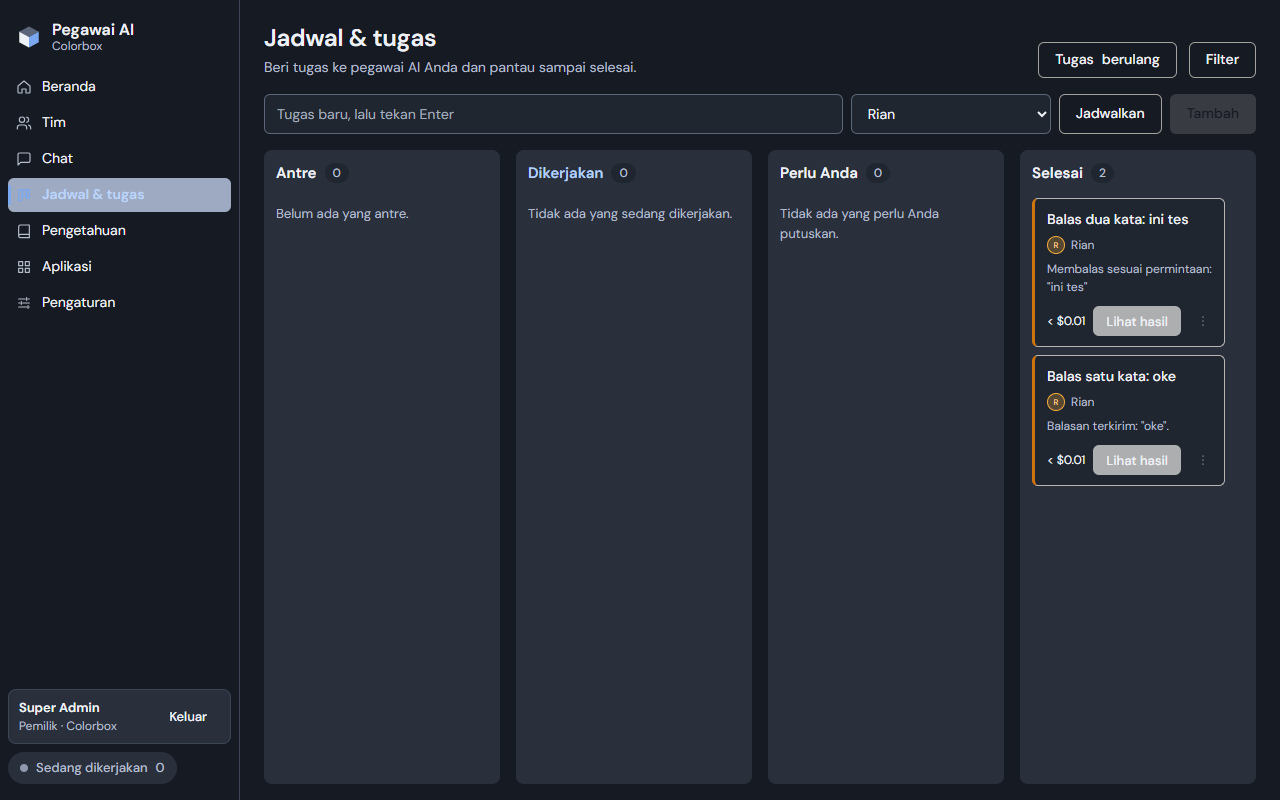 Pegawai AI
Colorbox
Beranda
Tim
Chat
Jadwal & tugas
Pengetahuan
Aplikasi
Pengaturan
Super Admin
Pemilik · Colorbox
Keluar
Sedang dikerjakan 0
Jadwal & tugas
Beri tugas ke pegawai AI Anda dan pantau sampai selesai.
Tugas berulang
Filter
Tugas baru, lalu tekan Enter
Rian
Jadwalkan
Tambah
Antre 0
Belum ada yang antre.
Dikerjakan 0
Tidak ada yang sedang dikerjakan.
Perlu Anda 0
Tidak ada yang perlu Anda
putuskan.
Selesai 2
Balas dua kata: ini tes
R Rian
Membalas sesuai permintaan:
"ini tes"
< $0.01 Lihat hasil
Balas satu kata: oke
R Rian
Balasan terkirim: "oke".
< $0.01 Lihat hasil